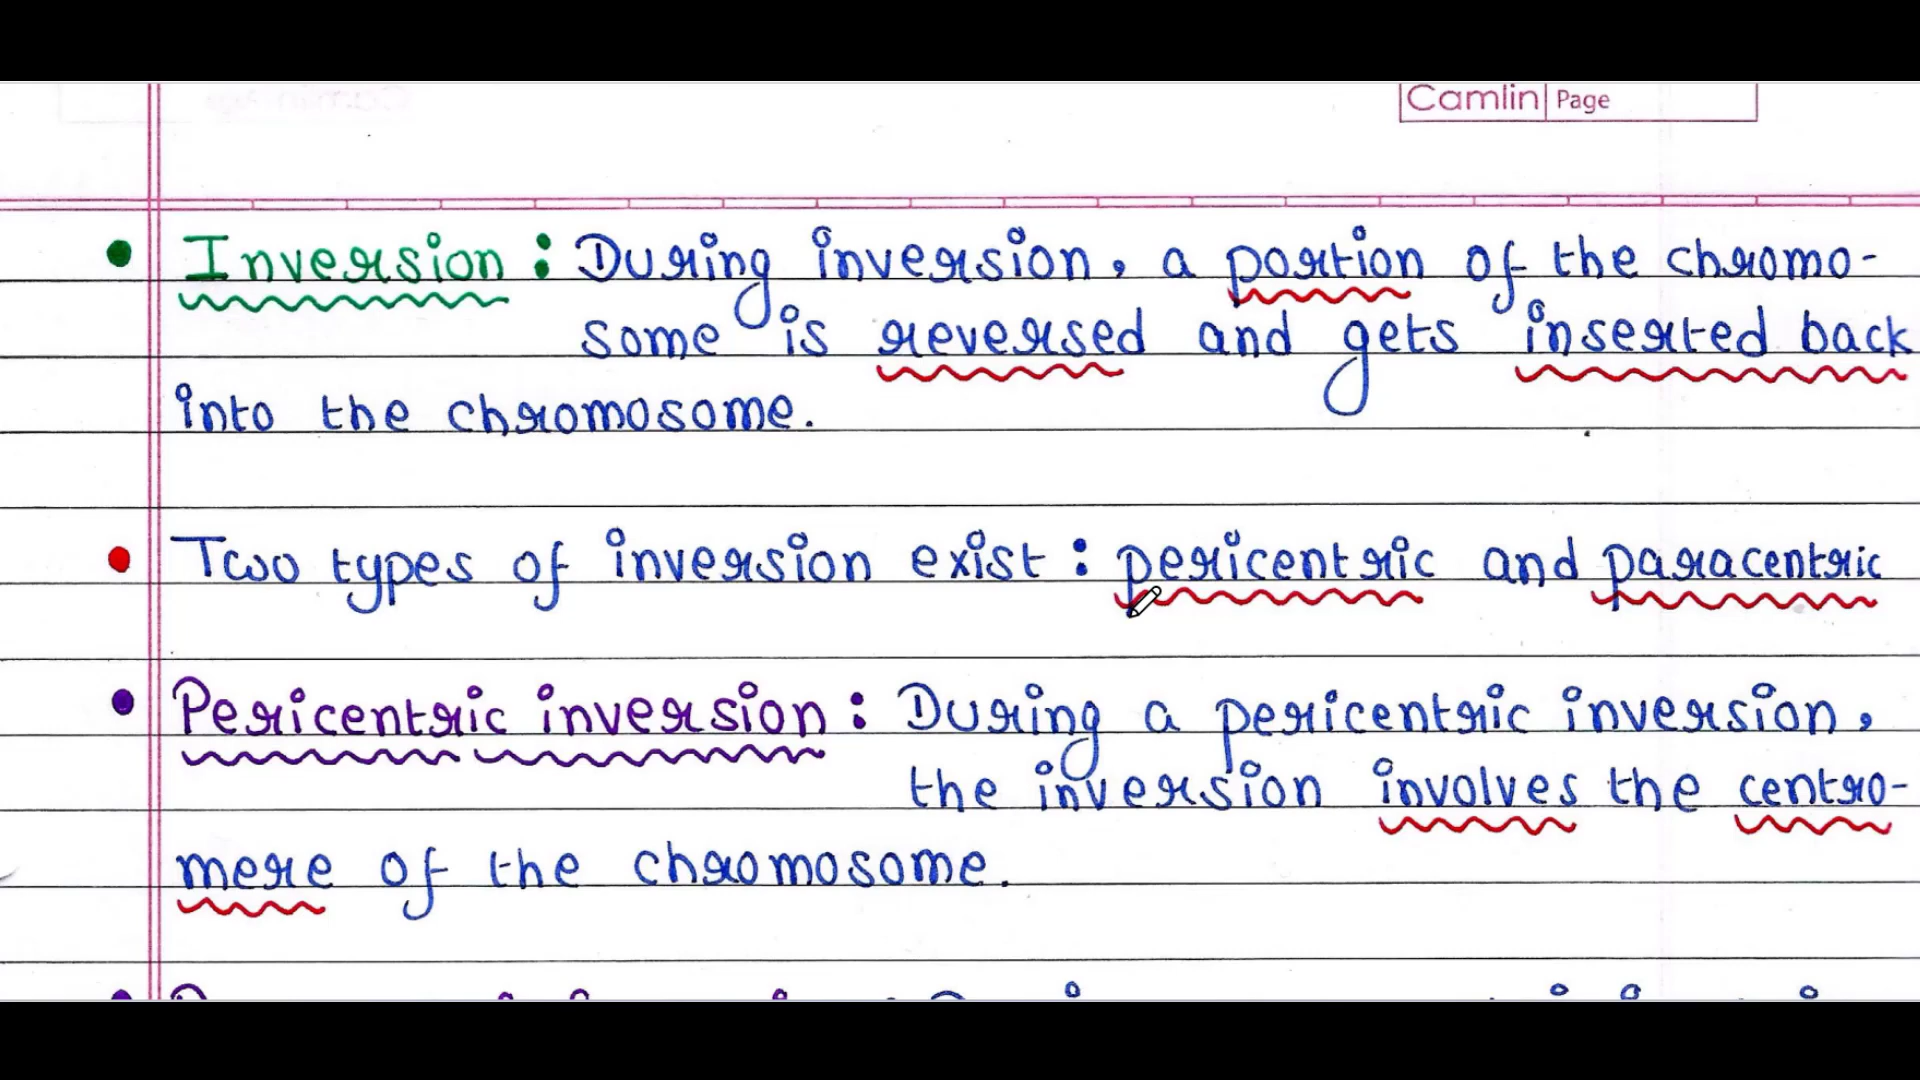 Camlin Page
• Inversion : During inversion, a portion of the chromo-
some is reversed and gets inserted back
into the chromosome.
• Two types of inversion exist : pericentric and paracentric
• Pericentric inversion : During a pericentric inversion,
the inversion involves the centro-
mere of the chromosome.